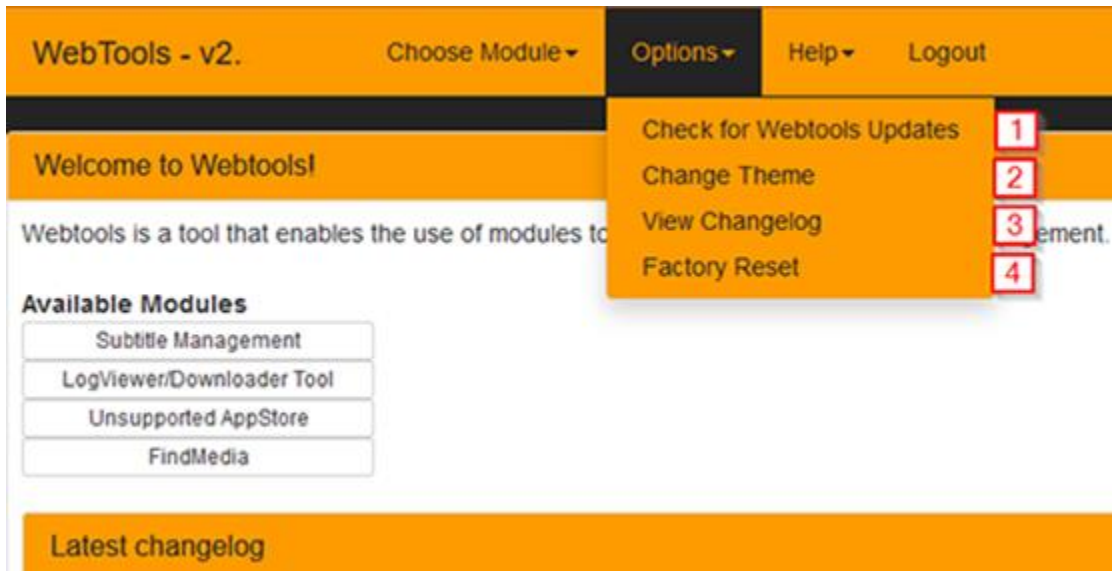 WebTools - v2. Choose Module Options Help Logout
Check for Webtools Updates 1
Welcome to Webtools!
Change Theme 2
View Changelog 3
Webtools is a tool that enables the use of modules to ement.
Factory Reset 4
Available Modules
Subtitle Management
LogViewer/Downloader Tool
Unsupported AppStore
FindMedia
Latest changelog